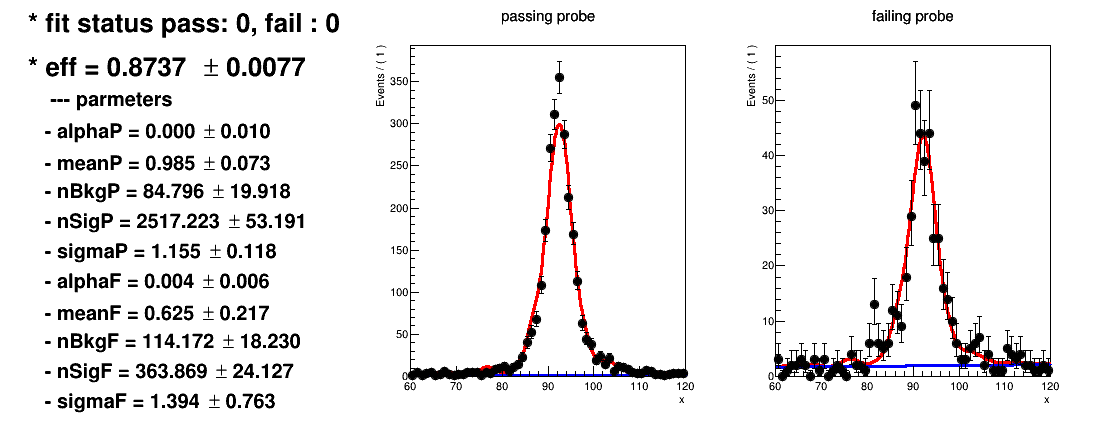 * fit status pass: 0, fail : 0
* eff = 0.8737 ± 0.0077
--- parmeters
- alphaP = 0.000 ± 0.010
- meanP = 0.985 ± 0.073
- nBkgP = 84.796 ± 19.918
- nSigP = 2517.223 ± 53.191
- sigmaP = 1.155 ± 0.118
- alphaF = 0.004 ± 0.006
- meanF = 0.625 ± 0.217
- nBkgF = 114.172 ± 18.230
- nSigF = 363.869 ± 24.127
- sigmaF = 1.394 ± 0.763
passing probe
Events / ( 1 )
350
300
250
200
150
100
50
0
60 70 80 90 100 110 120
x
failing probe
Events / ( 1 )
50
40
30
20
10
0
60 70 80 90 100 110 120
x